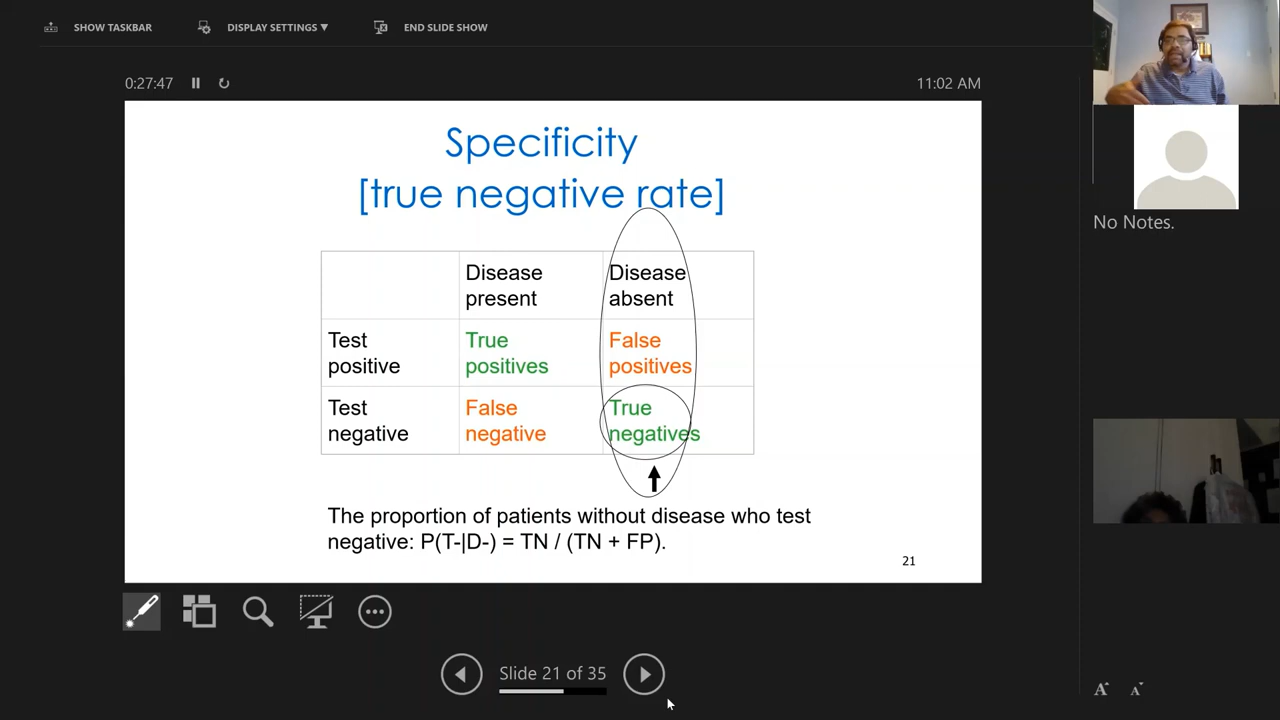 SHOW TASKBAR
DISPLAY SETTINGS ▼
END SLIDE SHOW
0:27:47
11:02 AM
Specificity
[true negative rate]
Disease present
Disease absent
Test positive
True positives
False positives
Test negative
False negative
True negatives
The proportion of patients without disease who test
negative: P(T-|D-) = TN / (TN + FP).
21
Slide 21 of 35
No Notes.
A A